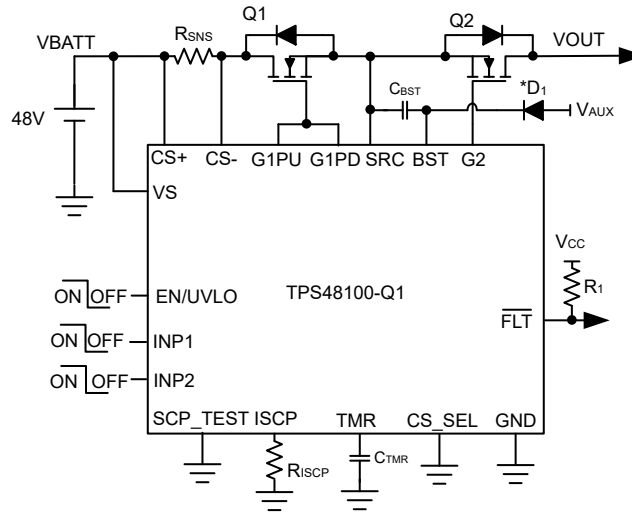 Q1
Q2
VBATT
RSNS
VOUT
CBST
*D1
VAUX
48V
CS+
CS-
G1PU
G1PD
SRC
BST
G2
VS
VCC
R1
ON
OFF
EN/UVLO
TPS48100-Q1
FLT
ON
OFF
INP1
ON
OFF
INP2
SCP_TEST
ISCP
TMR
CS_SEL
GND
RISCP
CTMR